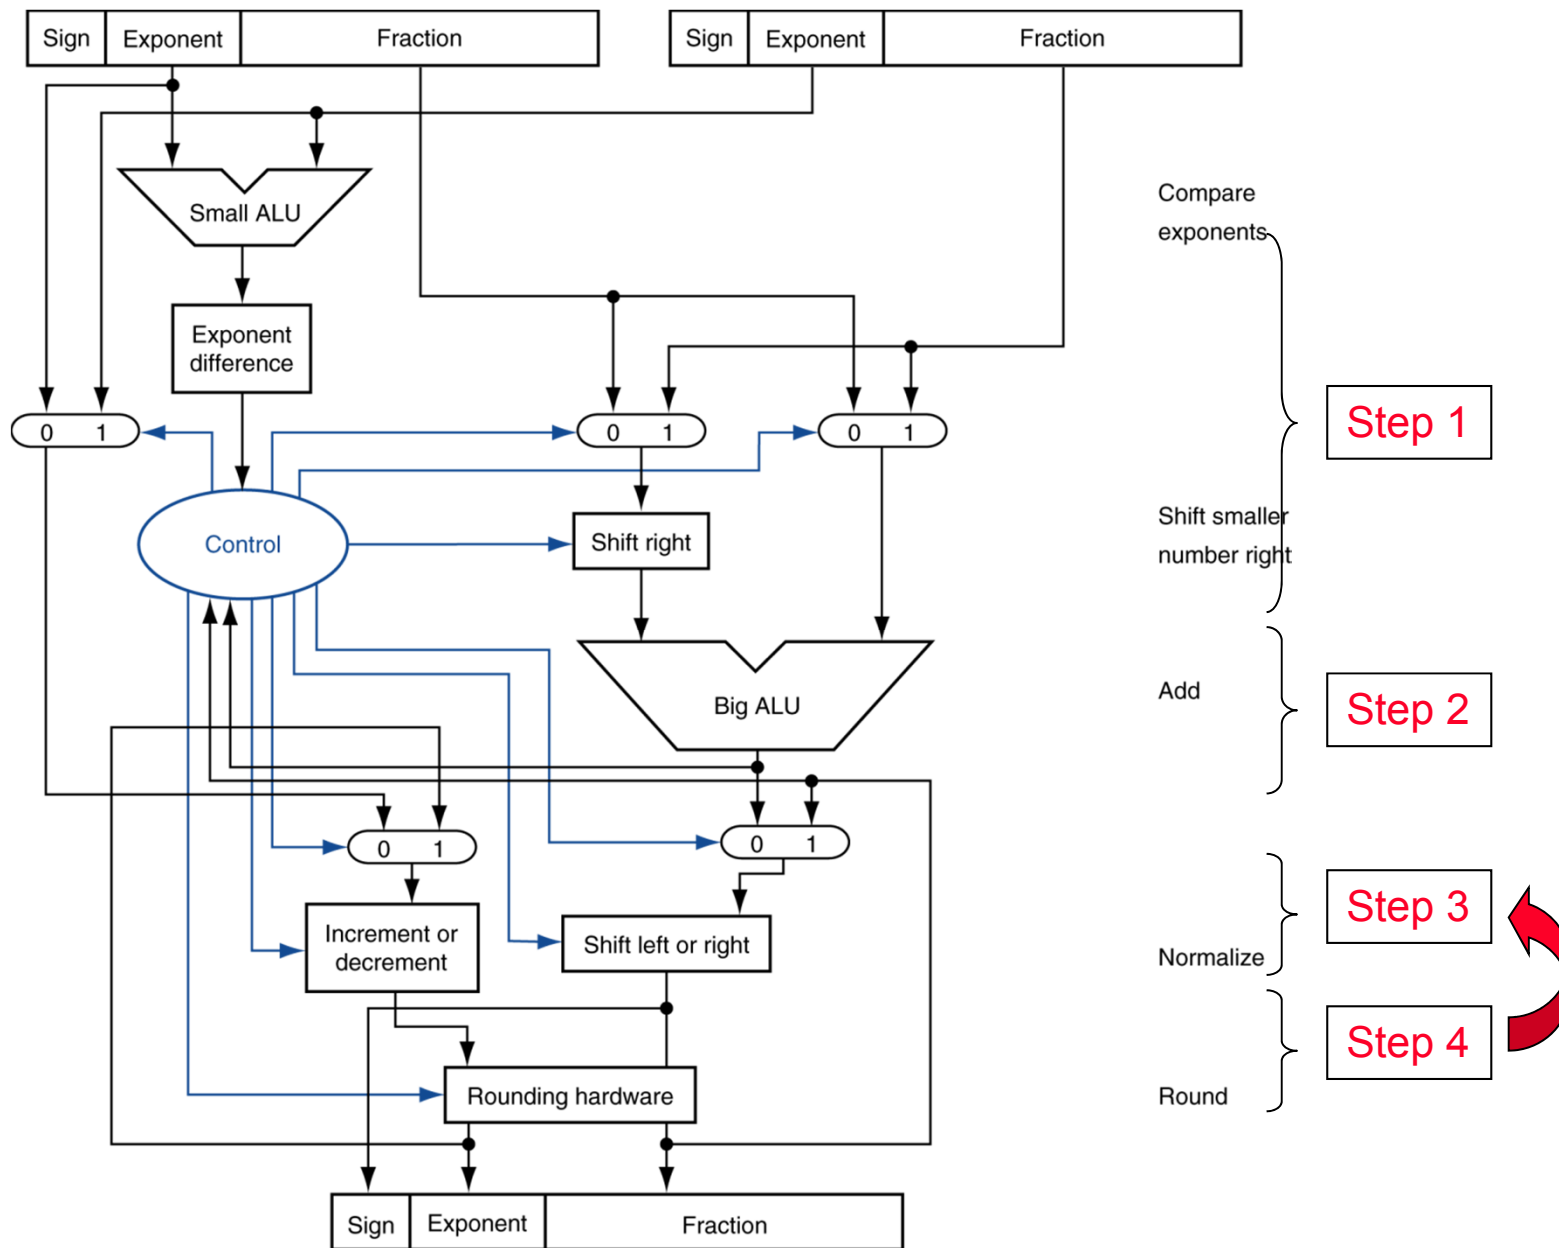 Sign Exponent Fraction Sign Exponent Fraction
Compare
exponents
Small ALU
Exponent
difference
0 1 0 1 0 1
Step 1
Shift smaller
number right
Control
Shift right
Add
Big ALU
Step 2
0 1 0 1
Increment or
decrement
Shift left or right
Step 3
Normalize
Step 4
Rounding hardware
Round
Sign Exponent Fraction